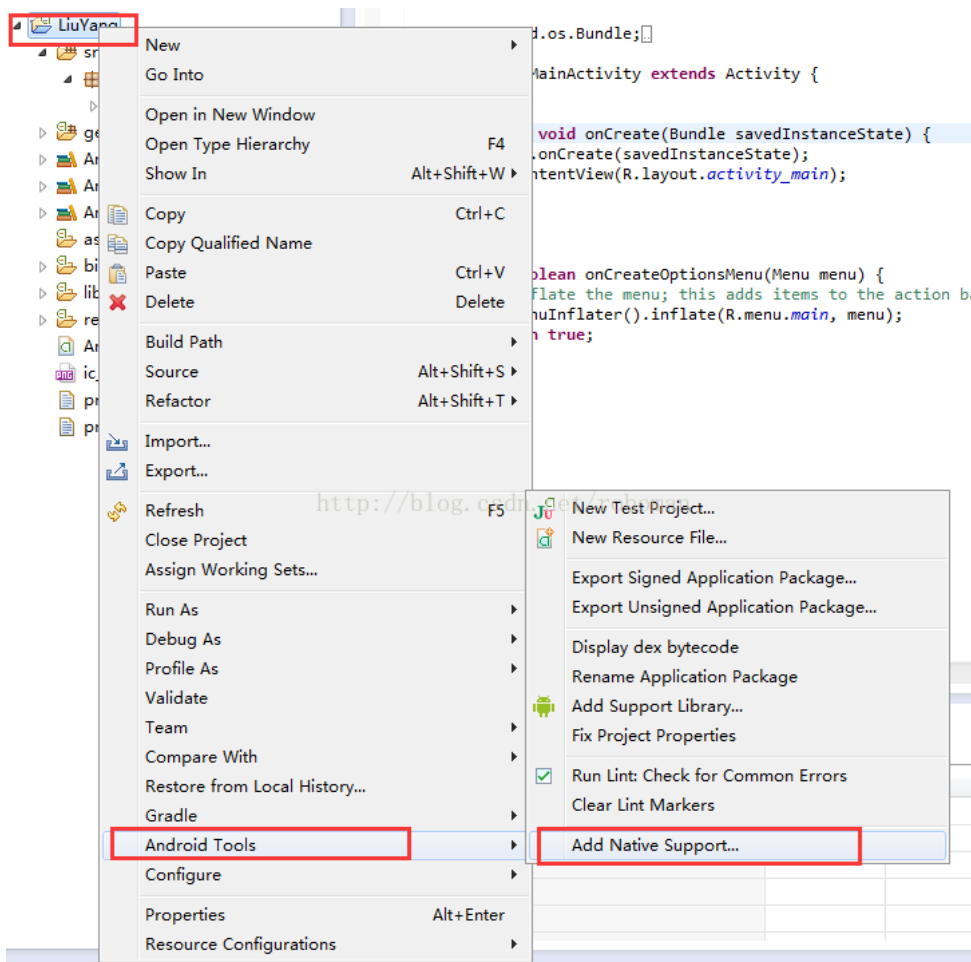 LiuYang
New
Go Into
Open in New Window
Open Type Hierarchy F4
Show In Alt+Shift+W
Copy Ctrl+C
Copy Qualified Name
Paste Ctrl+V
Delete Delete
Build Path
Source Alt+Shift+S
Refactor Alt+Shift+T
Import...
Export...
Refresh F5
Close Project
Assign Working Sets...
Run As
Debug As
Profile As
Validate
Team
Compare With
Restore from Local History...
Gradle
Android Tools
Configure
Properties Alt+Enter
Resource Configurations
d.os.Bundle;
MainActivity extends Activity {
void onCreate(Bundle savedInstanceState) {
.onCreate(savedInstanceState);
ntentView(R.layout.activity_main);
olean onCreateOptionsMenu(Menu menu) {
flate the menu; this adds items to the action ba
nuInflater().inflate(R.menu.main, menu);
n true;
New Test Project...
New Resource File...
Export Signed Application Package...
Export Unsigned Application Package...
Display dex bytecode
Rename Application Package
Add Support Library...
Fix Project Properties
Run Lint: Check for Common Errors
Clear Lint Markers
Add Native Support...